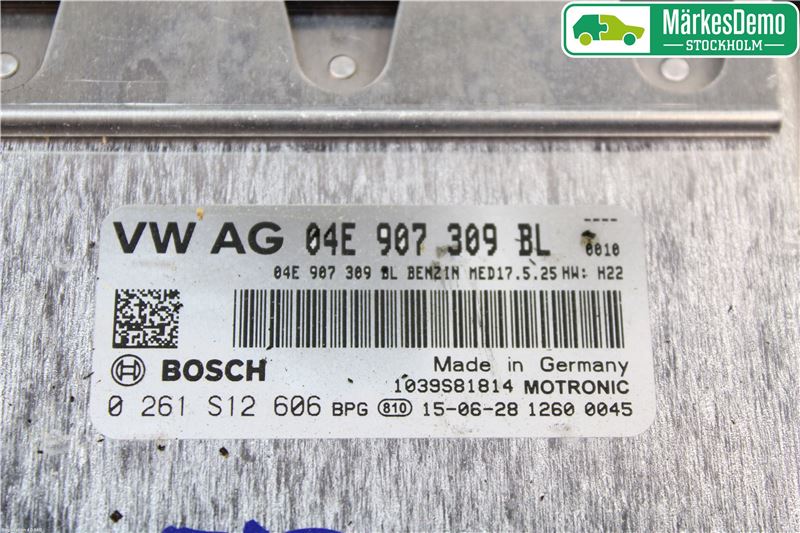 MärkesDemo
STOCKHOLM
VW AG 04E 907 309 BL ----
0010
04E 907 309 BL BENZIN MED17.5.25 HW: H22
BOSCH
Made in Germany
1039S81814 MOTRONIC
0 261 S12 606 BPG 810 15-06-28 1260 0045